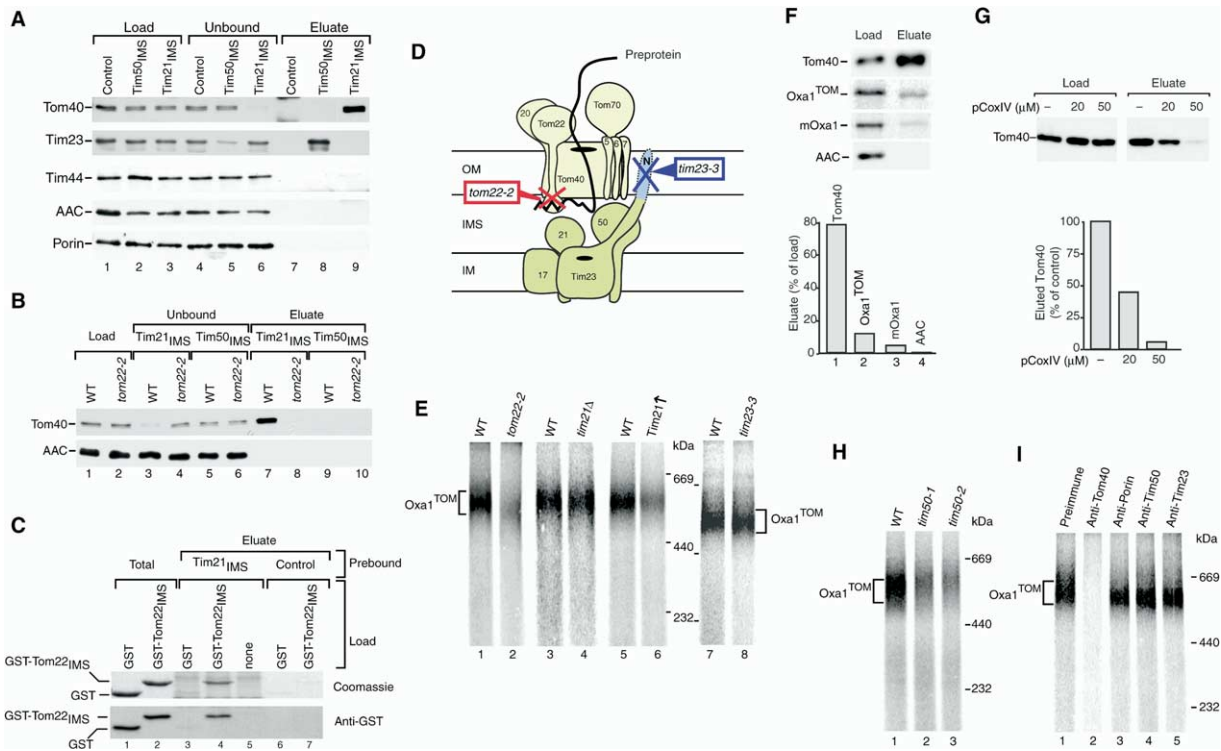 A
Load Unbound Eluate
Control Tim50IMS Tim21IMS Control Tim50IMS Tim21IMS Control Tim50IMS Tim21IMS
Tom40
Tim23
Tim44
AAC
Porin
1 2 3 4 5 6 7 8 9
B
Unbound Eluate
Load Tim21IMS Tim50IMS Tim21IMS Tim50IMS
WT tom22-2 WT tom22-2 WT tom22-2 WT tom22-2 WT tom22-2
Tom40
AAC
1 2 3 4 5 6 7 8 9 10
C
Eluate
Total Tim21IMS Control Prebound
GST GST-Tom22IMS GST GST-Tom22IMS none GST GST-Tom22IMS Load
GST-Tom22IMS
GST
Coomassie
GST-Tom22IMS
GST
Anti-GST
1 2 3 4 5 6 7
D
Preprotein
20 Tom22 Tom70
5 6 7
OM Tom40 N
tom22-2 tim23-3
IMS 21 50
IM 17 Tim23
E
WT tom22-2 WT tim21Δ WT Tim21↑ kDa WT tim23-3
Oxa1TOM
669
Oxa1TOM
440
232
1 2 3 4 5 6 7 8
F
Load Eluate
Tom40
Oxa1TOM
mOxa1
AAC
Eluate (% of load)
80
60
40
20
0
Tom40 Oxa1TOM mOxa1 AAC
1 2 3 4
G
Load Eluate
pCoxIV (μM) – 20 50 – 20 50
Tom40
Eluted Tom40
(% of control)
100
75
50
25
0
pCoxIV (μM) – 20 50
H
WT tim50-1 tim50-2 kDa
669
Oxa1TOM
440
232
1 2 3
I
Preimmune Anti-Tom40 Anti-Porin Anti-Tim50 Anti-Tim23 kDa
669
Oxa1TOM
440
232
1 2 3 4 5